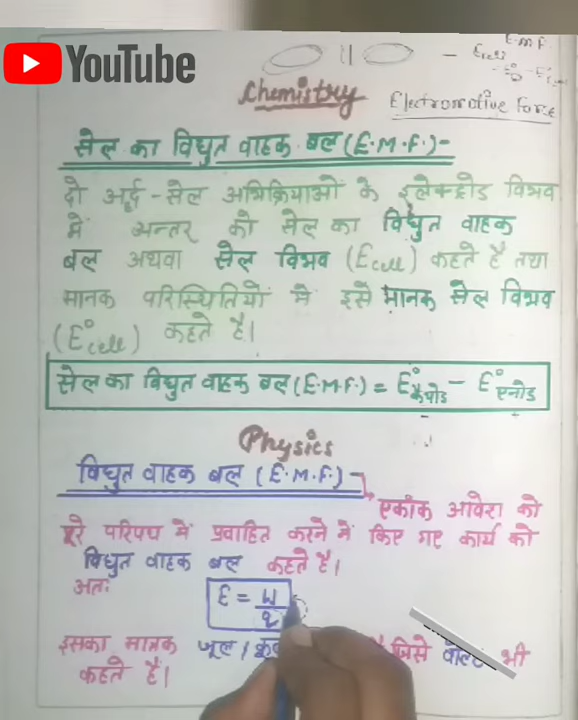 E.M.F.
YouTube
Chemistry
Electromotive Force
सेल का विधुत वाहक बल (E.M.F.)-
दो अर्द्ध-सेल अभिक्रियाओं के इलेक्ट्रोड विभव
में अन्तर को सेल का विधुत वाहक
बल अथवा सेल विभव (Ecell) कहते है तथा
मानक परिस्थितियों में इसे मानक सेल विभव
(E°cell) कहते है।
सेल का विधुत वाहक बल (E.M.F.) = E°कैथोड - E°एनोड
Physics
विधुत वाहक बल (E.M.F.)-
एकांक आवेश को
पूरे परिपथ में प्रवाहित करने में किए गए कार्य को
विधुत वाहक बल कहते है।
अतः
E = W/q
इसका मात्रक जूल / जिसे वोल्ट भी
कहते है।